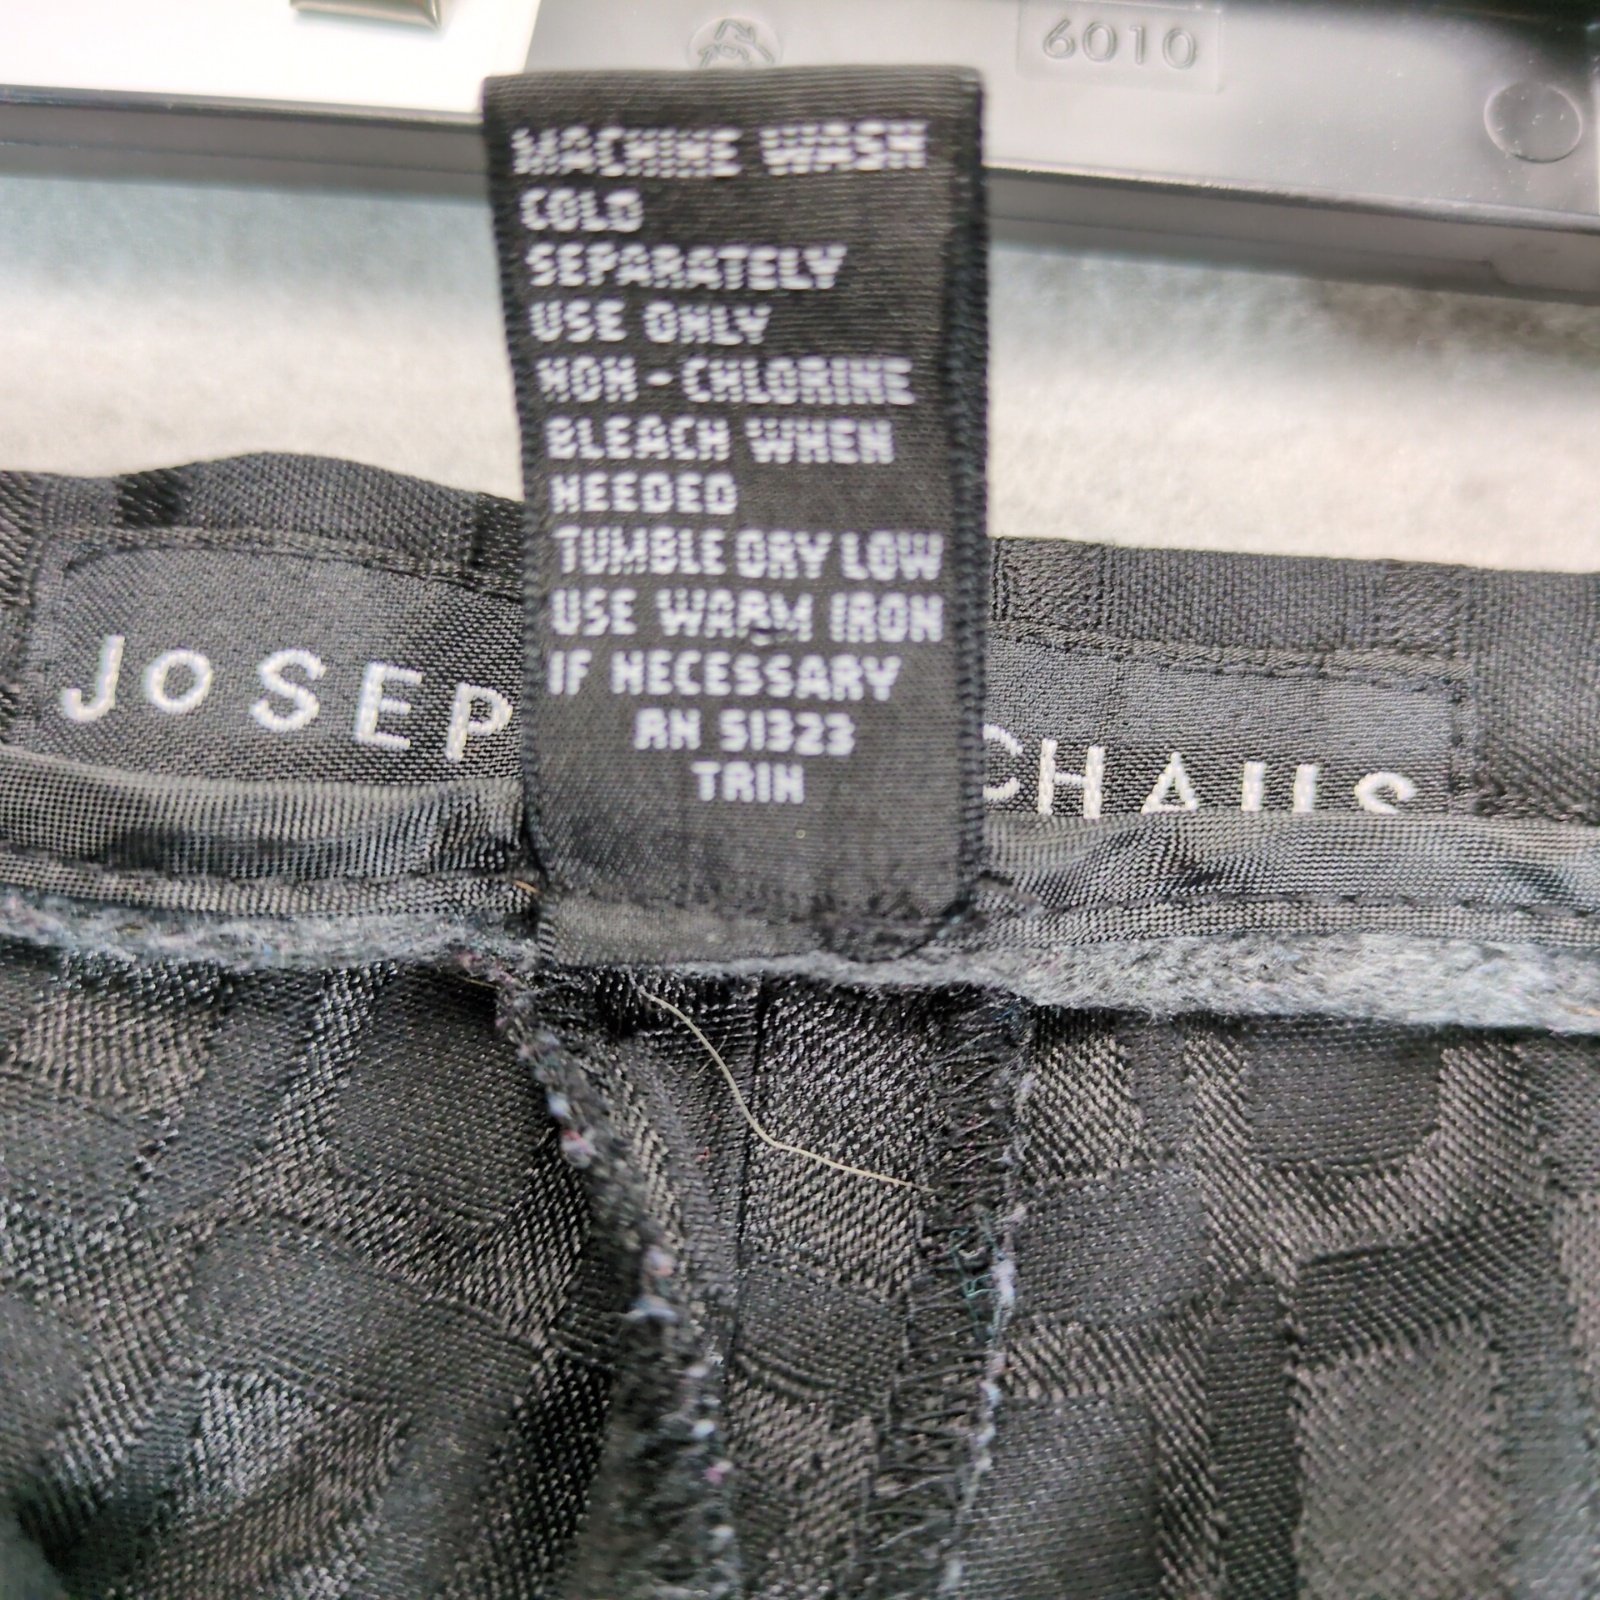 6010
MACHINE WASH
COLD
SEPARATELY
USE ONLY
NON-CHLORINE
BLEACH WHEN
NEEDED
TUMBLE DRY LOW
USE WARM IRON
IF NECESSARY
RN 51323
TRIN
JOSEP CHAUS